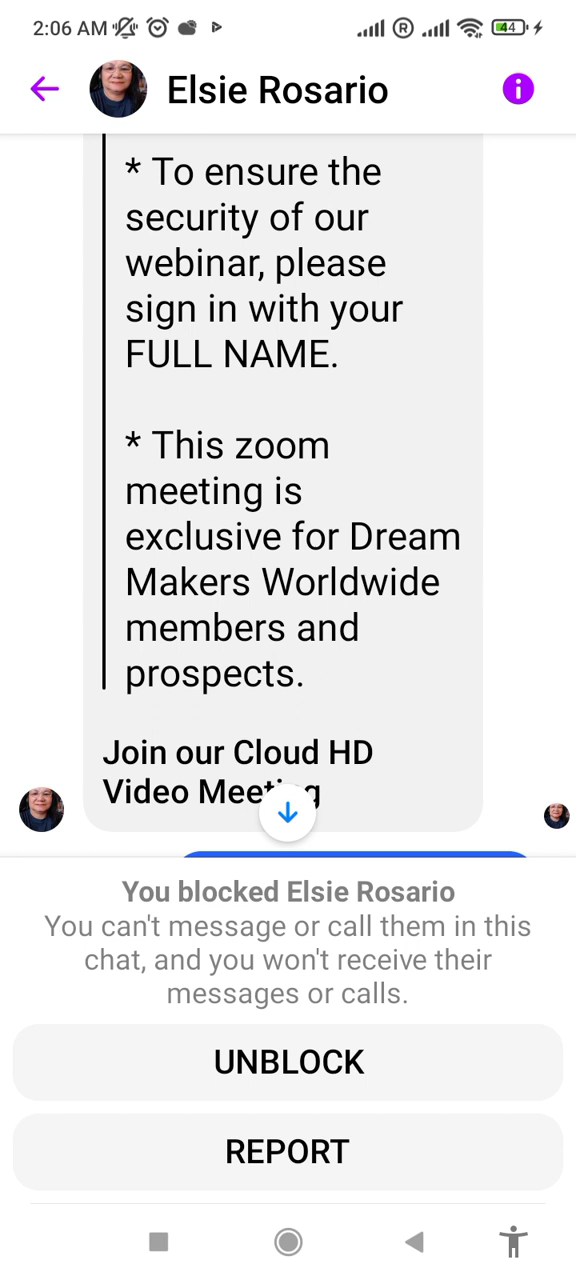 2:06 AM
R
44
Elsie Rosario
* To ensure the
security of our
webinar, please
sign in with your
FULL NAME.
* This zoom
meeting is
exclusive for Dream
Makers Worldwide
members and
prospects.
Join our Cloud HD
Video Meeting
You blocked Elsie Rosario
You can't message or call them in this
chat, and you won't receive their
messages or calls.
UNBLOCK
REPORT